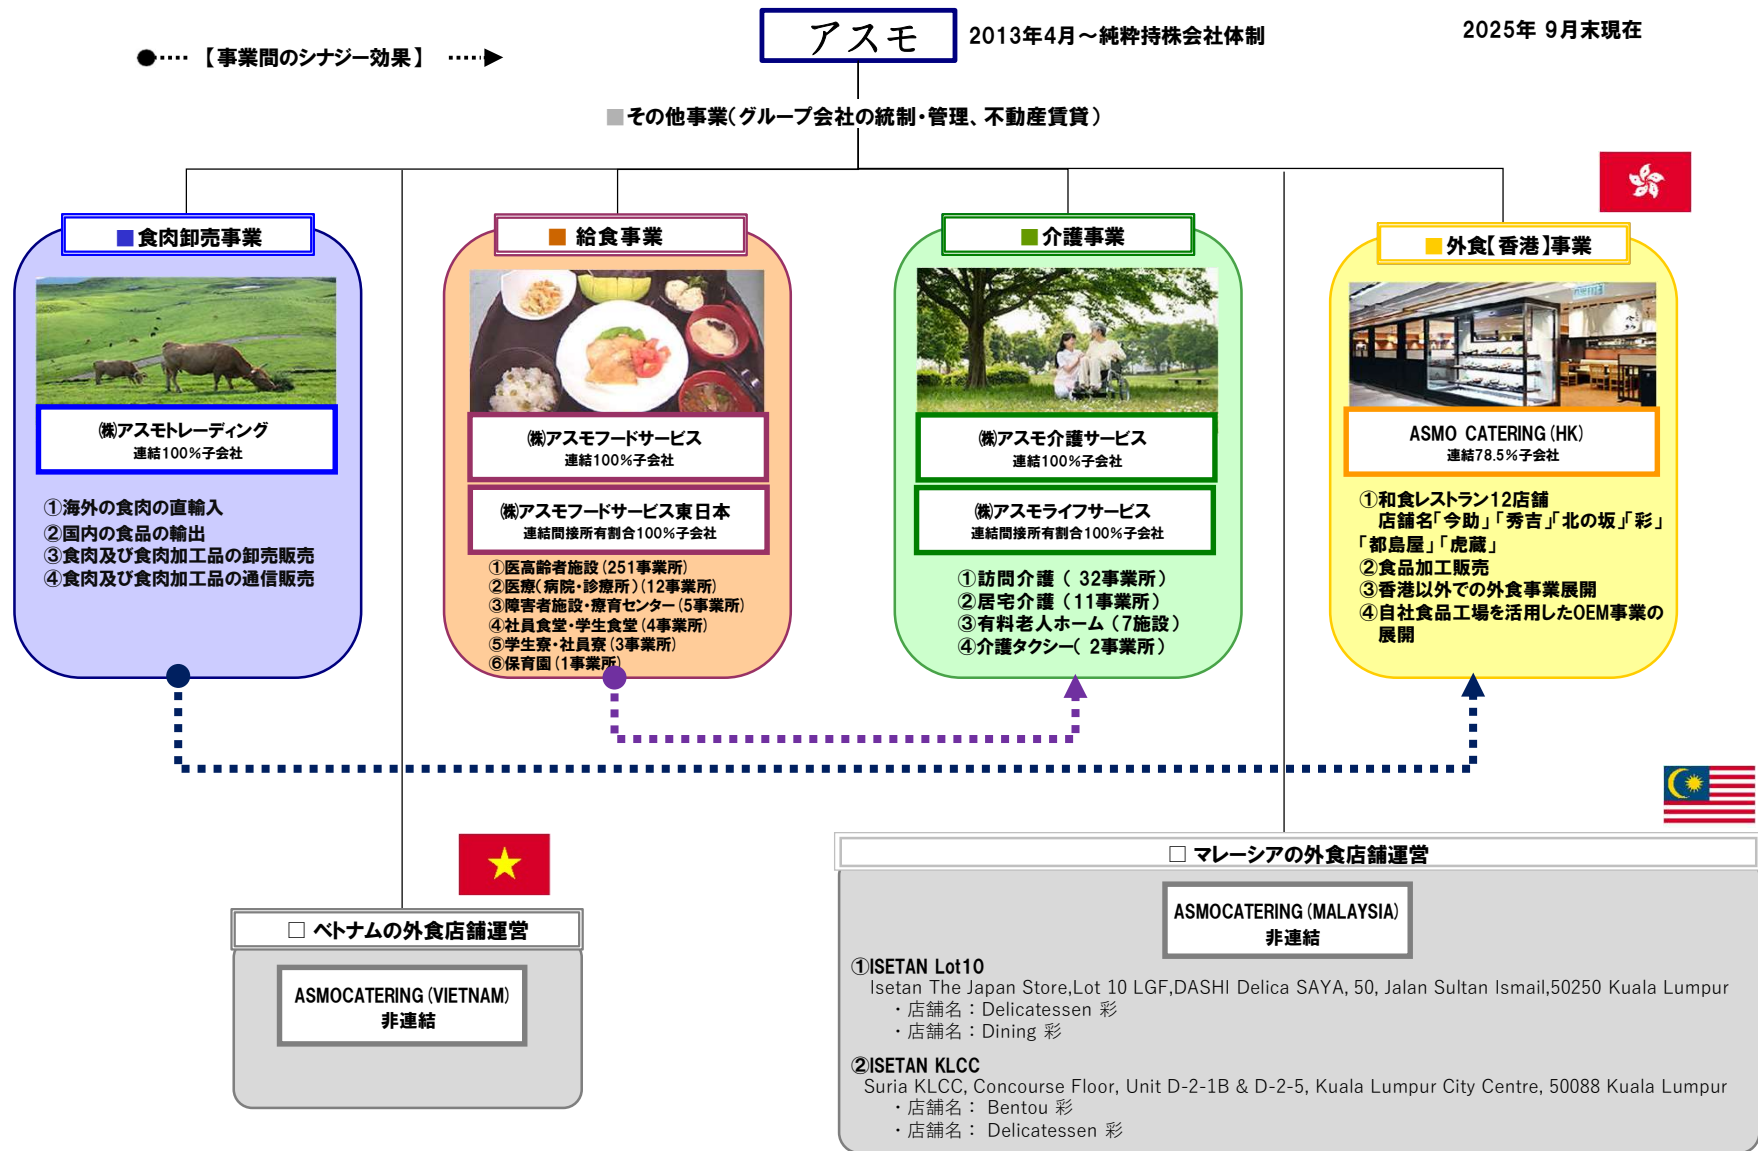 アスモ
2013年4月～純粋持株会社体制
2025年 9月末現在
●‥‥ 【事業間のシナジー効果】 ‥‥▶
■その他事業(グループ会社の統制・管理、不動産賃貸)
■食肉卸売事業
㈱アスモトレーディング
連結100%子会社
①海外の食肉の直輸入
②国内の食品の輸出
③食肉及び食肉加工品の卸売販売
④食肉及び食肉加工品の通信販売
■ 給食事業
㈱アスモフードサービス
連結100%子会社
㈱アスモフードサービス東日本
連結間接所有割合100%子会社
①医高齢者施設(251事業所)
②医療(病院・診療所)(12事業所)
③障害者施設・療育センター(5事業所)
④社員食堂・学生食堂(4事業所)
⑤学生寮・社員寮(3事業所)
⑥保育園(1事業所)
■介護事業
㈱アスモ介護サービス
連結100%子会社
㈱アスモライフサービス
連結間接所有割合100%子会社
①訪問介護 ( 32事業所)
②居宅介護 (11事業所)
③有料老人ホーム (7施設)
④介護タクシー( 2事業所)
■外食【香港】事業
ASMO CATERING(HK)
連結78.5%子会社
①和食レストラン12店舗
店舗名「今助」「秀吉」「北の坂」「彩」
「都島屋」「虎蔵」
②食品加工販売
③香港以外での外食事業展開
④自社食品工場を活用したOEM事業の
展開
□ ベトナムの外食店舗運営
ASMOCATERING(VIETNAM)
非連結
□ マレーシアの外食店舗運営
ASMOCATERING(MALAYSIA)
非連結
①ISETAN Lot10
Isetan The Japan Store,Lot 10 LGF,DASHI Delica SAYA, 50, Jalan Sultan Ismail,50250 Kuala Lumpur
・店舗名：Delicatessen 彩
・店舗名：Dining 彩
②ISETAN KLCC
Suria KLCC, Concourse Floor, Unit D-2-1B & D-2-5, Kuala Lumpur City Centre, 50088 Kuala Lumpur
・店舗名： Bentou 彩
・店舗名： Delicatessen 彩